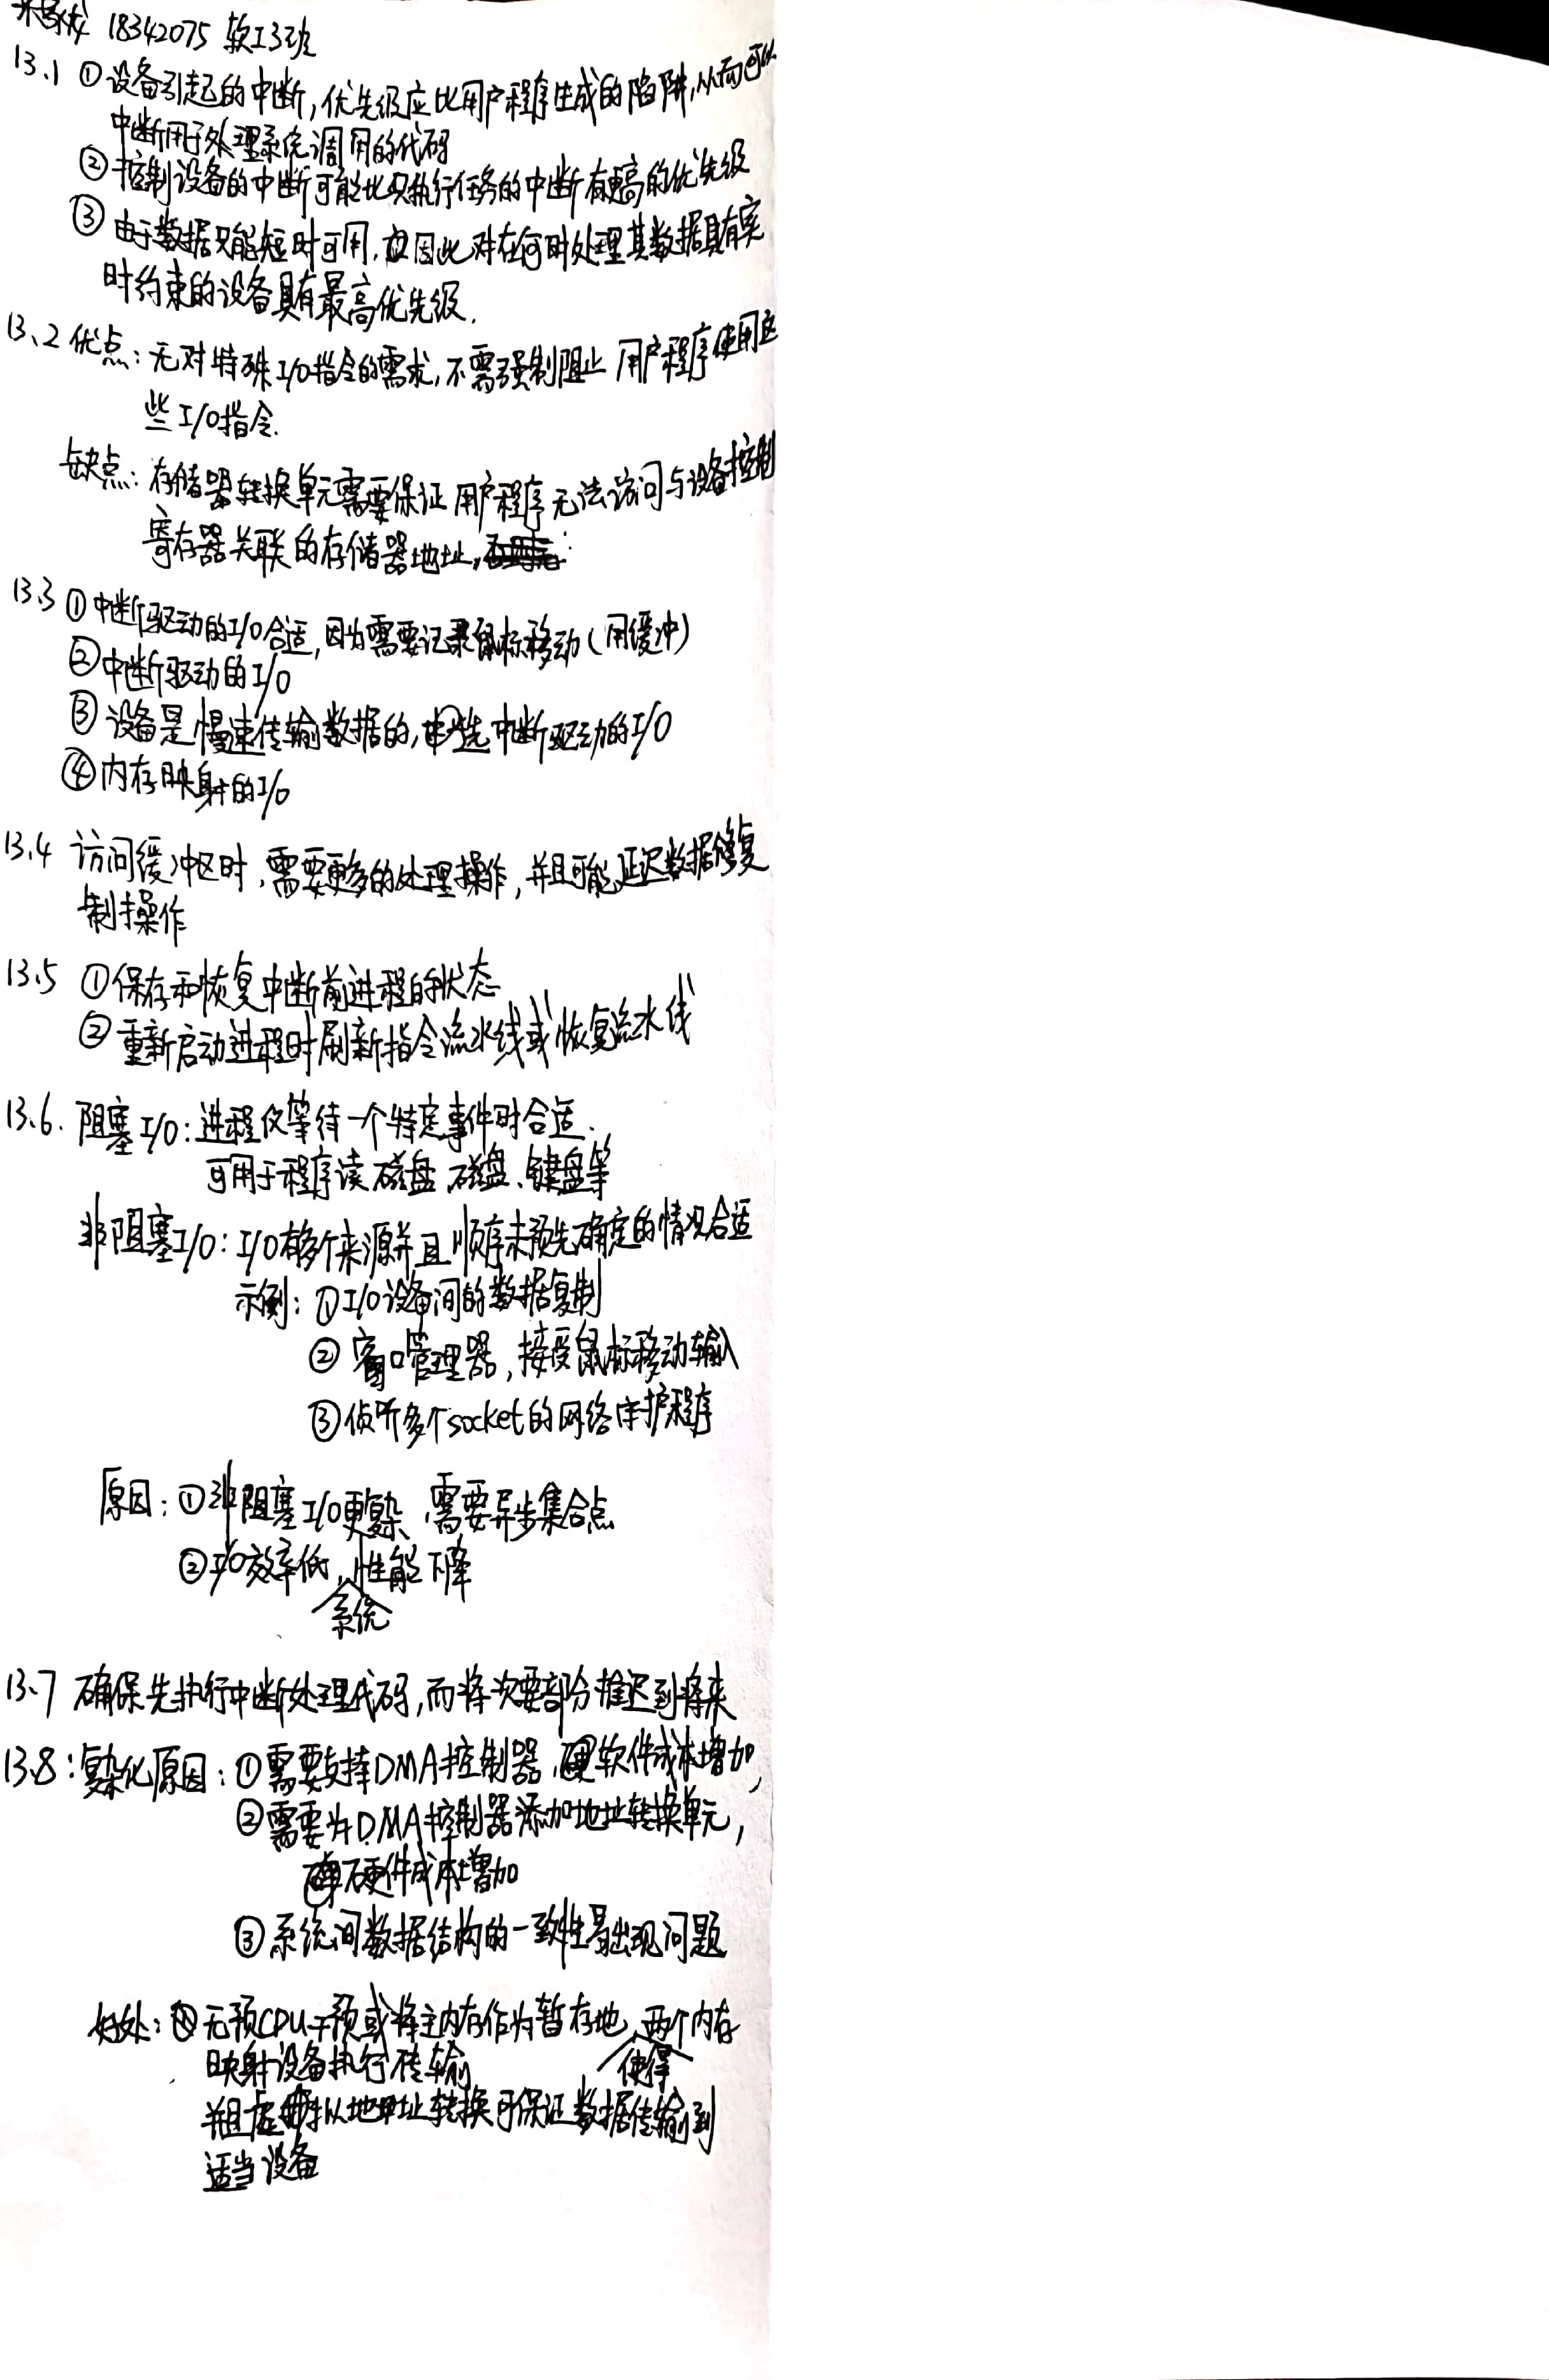 18342075 软工3班
13.1 ①设备引起的中断,优先级应比用户程序生成的陷阱,从而可以
中断用于处理系统调用的代码
②控制设备的中断可能比只执行任务的中断有更高的优先级
③由于数据只能短时可用,因此对在何时处理其数据具有实
时约束的设备具有最高优先级.
13.2 优点:无对特殊I/O指令的需求,不需强制阻止用户程序使用这
些I/O指令.
缺点:存储器转换单元需要保证用户程序无法访问与设备控制
寄存器关联的存储器地址,
13.3 ①中断驱动的I/O合适,因为需要记录鼠标移动(用缓冲)
②中断驱动的I/O
③设备是慢速传输数据的,选中断驱动的I/O
④内存映射的I/O
13.4 访问缓冲区时,需要更多的处理操作,并且可能延迟数据复
制操作
13.5 ①保存和恢复中断前进程的状态
②重新启动进程时刷新指令流水线或恢复流水线
13.6. 阻塞I/O:进程仅等待一个特定事件时合适.
可用于程序读磁盘、磁盘、键盘等
非阻塞I/O:I/O有多个来源并且顺序未预先确定的情况合适
示例:①I/O设备间的数据复制
②窗口管理器,接受鼠标移动输入
③侦听多个socket的网络守护程序
原因:①非阻塞I/O更复杂、需要异步集合点
②I/O效率低,系统性能下降
13.7 确保先执行中断处理代码,而将次要部分推迟到将来
13.8:复杂化原因:①需要支持DMA控制器,软件成本增加,
②需要为DMA控制器添加地址转换单元,
硬件成本增加
③系统间数据结构的一致性易出现问题
好处:无预CPU干预或将主内存作为暂存地,使得两个内存
映射设备执行传输
并且虚拟地址转换可保证数据传输到
适当设备